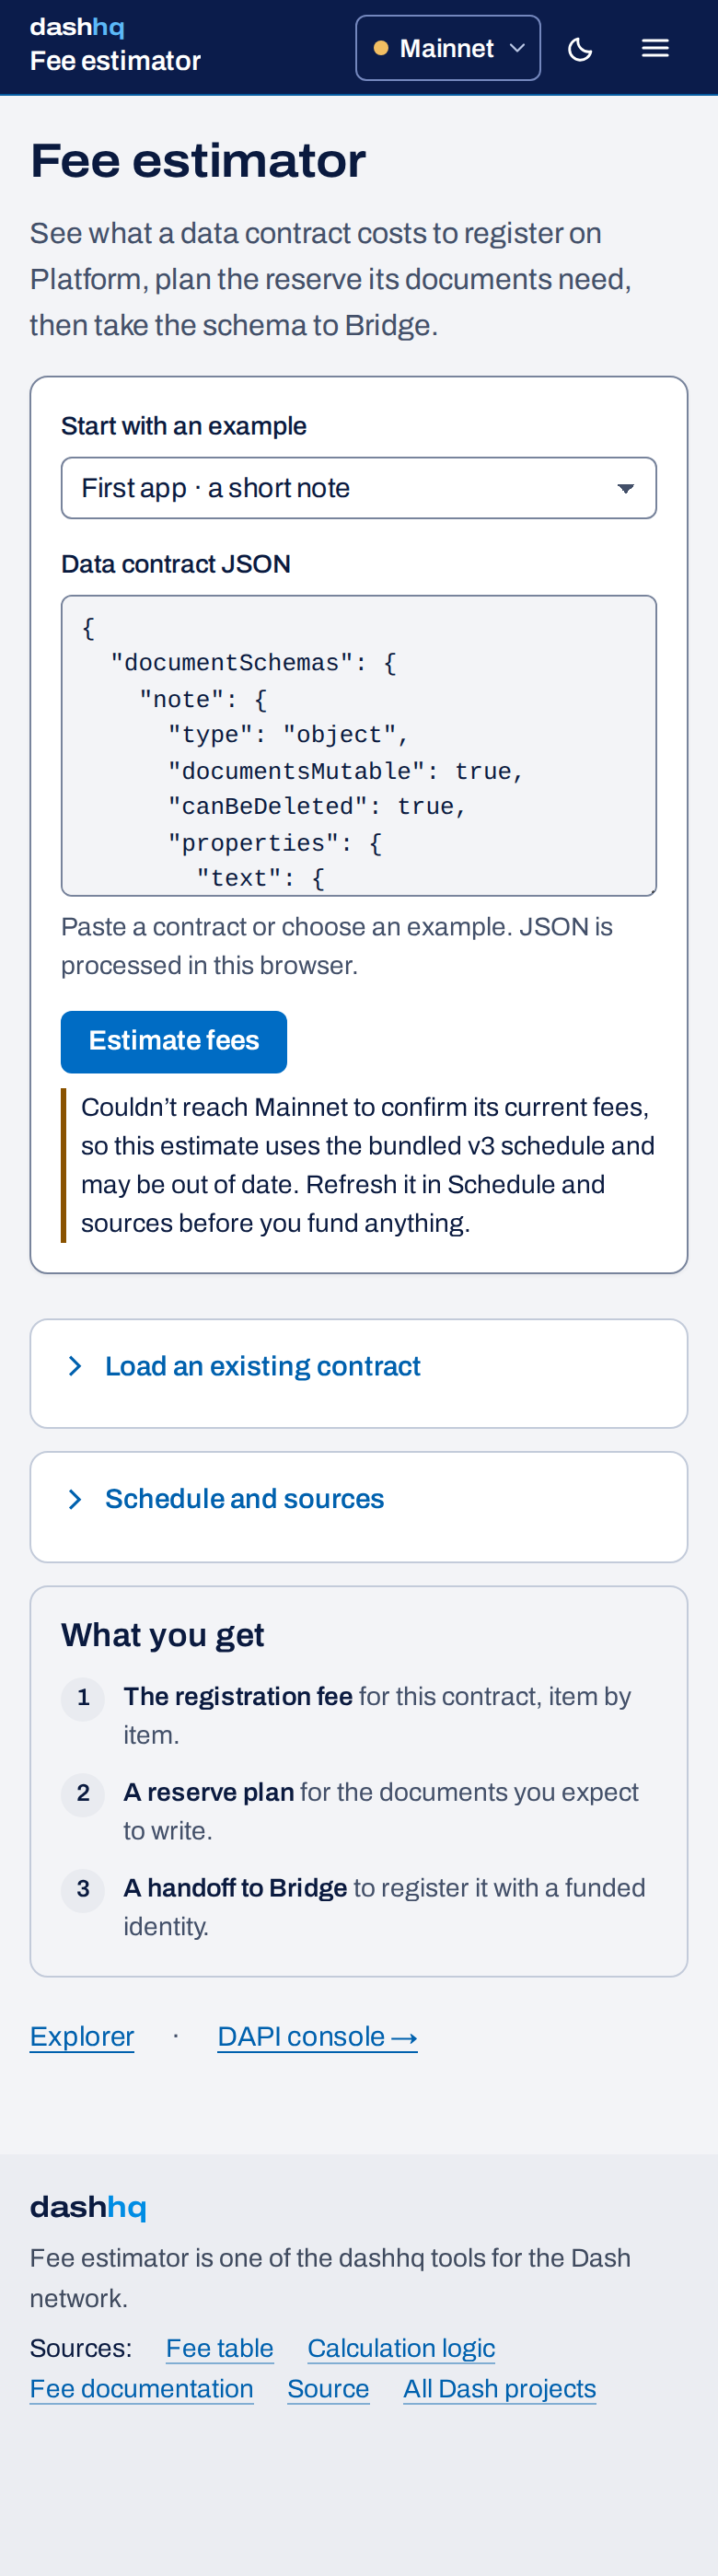 dashhq
Fee estimator
Mainnet
Fee estimator
See what a data contract costs to register on
Platform, plan the reserve its documents need,
then take the schema to Bridge.
Start with an example
First app · a short note
Data contract JSON
{
  "documentSchemas": {
    "note": {
      "type": "object",
      "documentsMutable": true,
      "canBeDeleted": true,
      "properties": {
        "text": {
Paste a contract or choose an example. JSON is
processed in this browser.
Estimate fees
Couldn’t reach Mainnet to confirm its current fees,
so this estimate uses the bundled v3 schedule and
may be out of date. Refresh it in Schedule and
sources before you fund anything.
Load an existing contract
Schedule and sources
What you get
1 The registration fee for this contract, item by
item.
2 A reserve plan for the documents you expect
to write.
3 A handoff to Bridge to register it with a funded
identity.
Explorer · DAPI console →
dashhq
Fee estimator is one of the dashhq tools for the Dash
network.
Sources: Fee table Calculation logic
Fee documentation Source All Dash projects